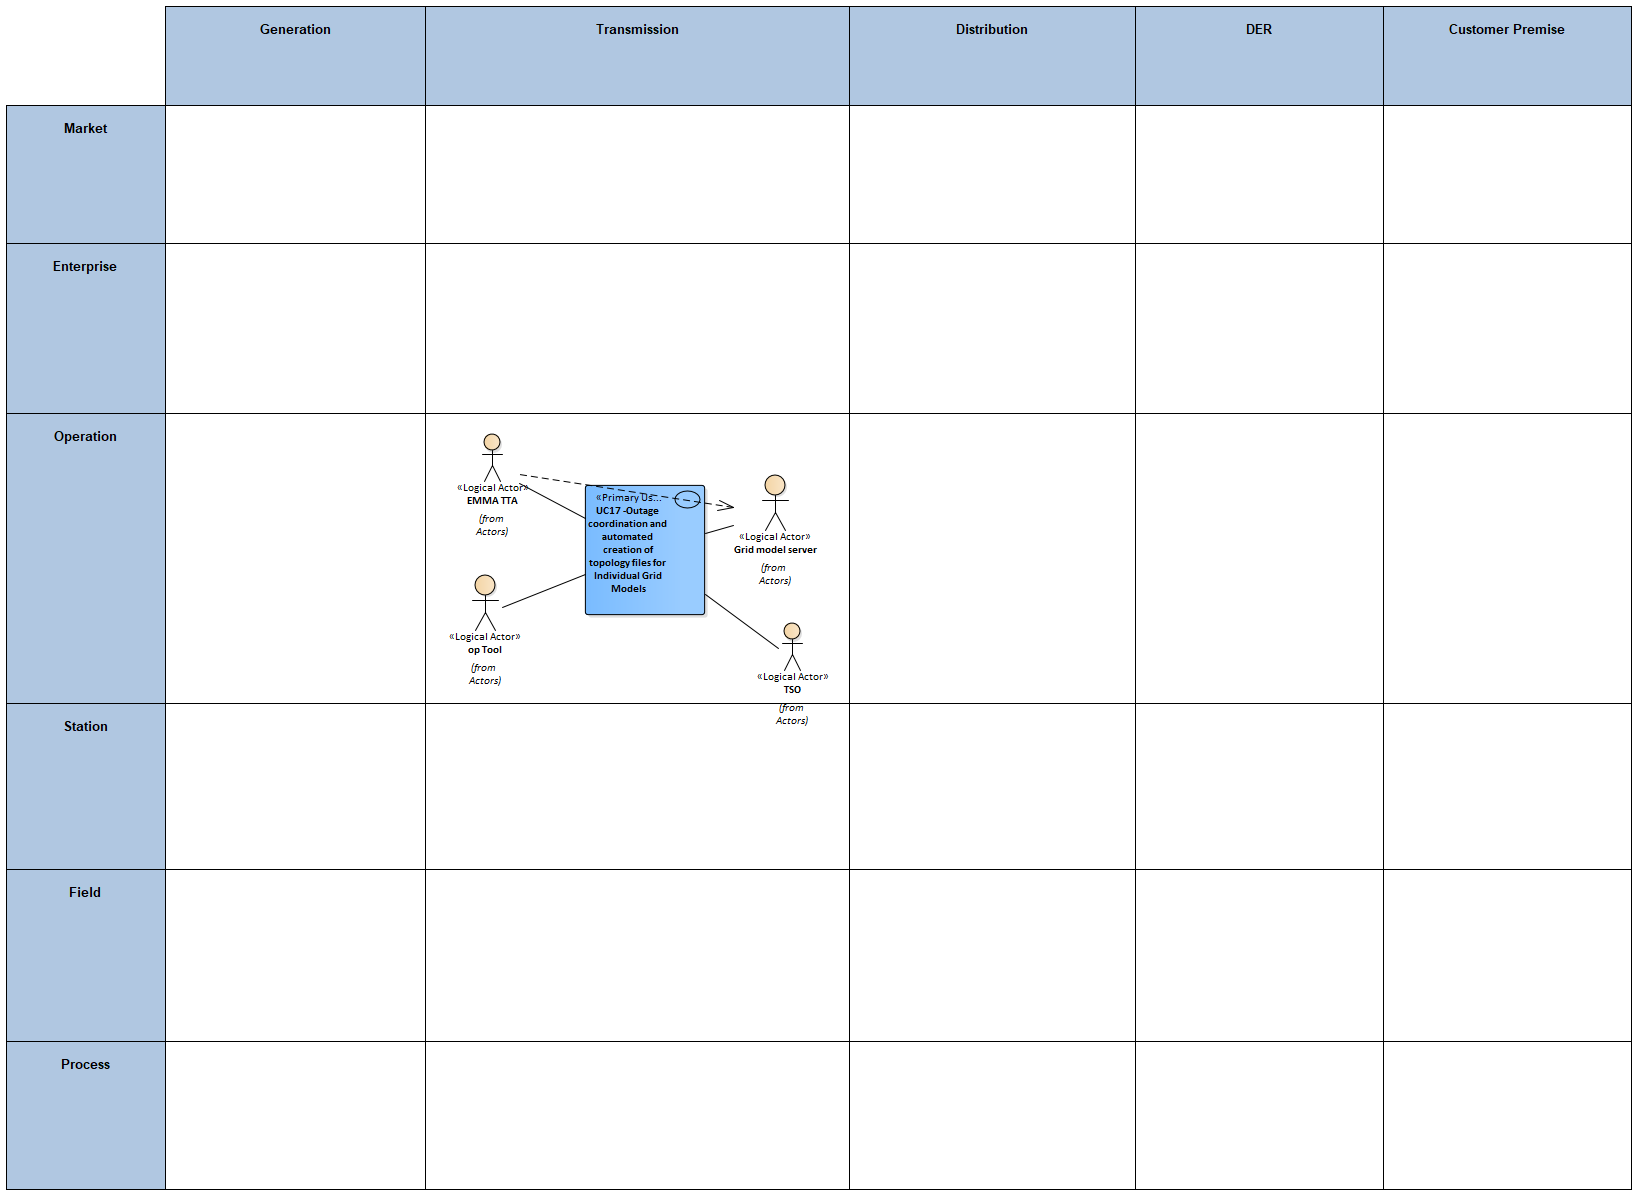 Generation
Transmission
Distribution
DER
Customer Premise
Market
Enterprise
Operation
«Logical Actor»
EMMA TTA
(from
Actors)
«Primary Us...
UC17 -Outage
coordination and
automated
creation of
topology files for
Individual Grid
Models
«Logical Actor»
Grid model server
(from
Actors)
«Logical Actor»
op Tool
(from
Actors)
«Logical Actor»
TSO
(from
Actors)
Station
Field
Process